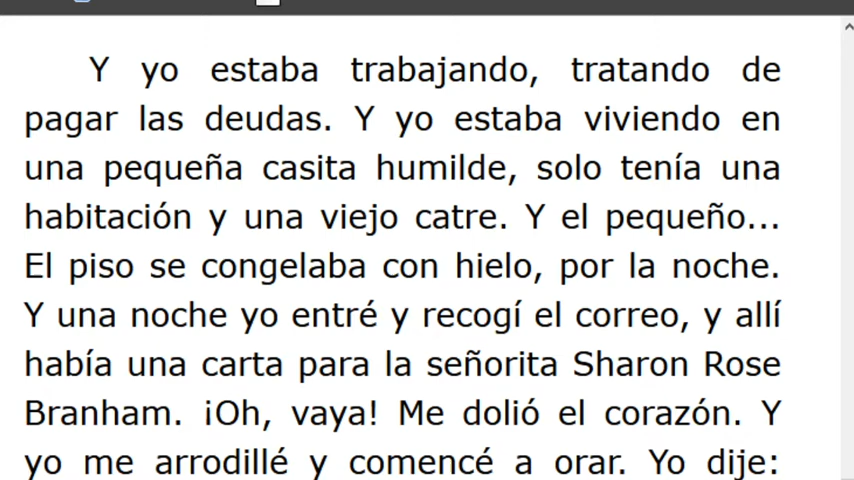 Y yo estaba trabajando, tratando de
pagar las deudas. Y yo estaba viviendo en
una pequeña casita humilde, solo tenía una
habitación y una viejo catre. Y el pequeño...
El piso se congelaba con hielo, por la noche.
Y una noche yo entré y recogí el correo, y allí
había una carta para la señorita Sharon Rose
Branham. ¡Oh, vaya! Me dolió el corazón. Y
yo me arrodillé y comencé a orar. Yo dije: